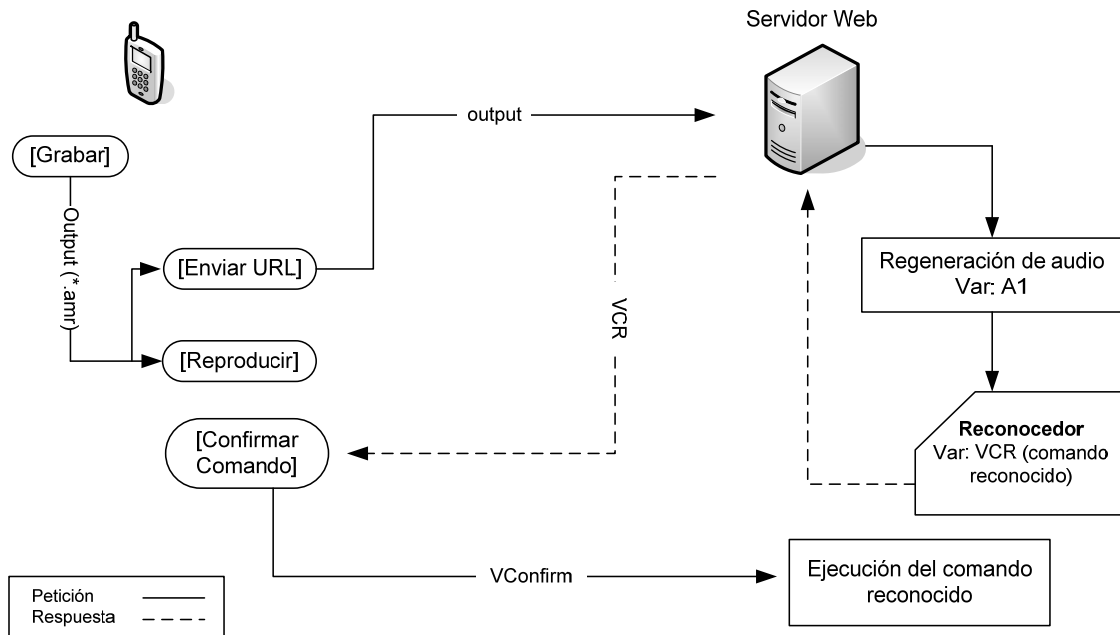 Servidor Web
[Grabar]
output
Output (*.amr)
[Enviar URL]
[Reproducir]
VCR
Regeneración de audio
Var: A1
Reconocedor
Var: VCR (comando
reconocido)
[Confirmar
Comando]
VConfirm
Ejecución del comando
reconocido
Petición
Respuesta